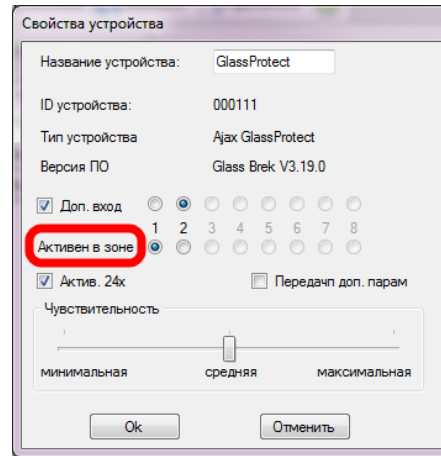 Свойства устройства
Название устройства: GlassProtect
ID устройства: 000111
Тип устройства Ajax GlassProtect
Версия ПО Glass Brek V3.19.0
Доп. вход
1 2 3 4 5 6 7 8
Активен в зоне
Актив. 24х Передачп доп. парам
Чувствительность
минимальная средняя максимальная
Ok Отменить